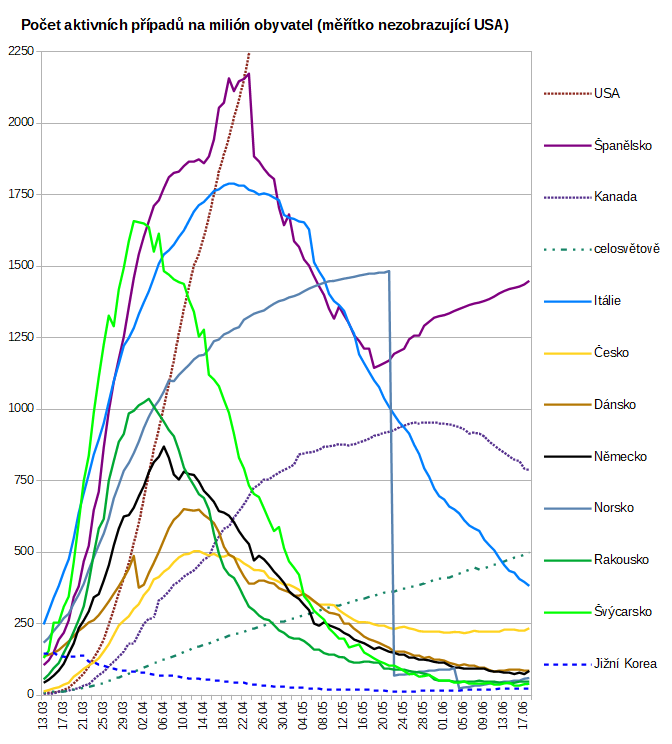 Počet aktivních případů na milión obyvatel (měřítko nezobrazující USA)
2250
2000
1750
1500
1250
1000
750
500
250
0
13.03
17.03
21.03
25.03
29.03
02.04
06.04
10.04
14.04
18.04
22.04
26.04
30.04
04.05
08.05
12.05
16.05
20.05
24.05
28.05
01.06
05.06
09.06
13.06
17.06
USA
Španělsko
Kanada
celosvětově
Itálie
Česko
Dánsko
Německo
Norsko
Rakousko
Švýcarsko
Jižní Korea